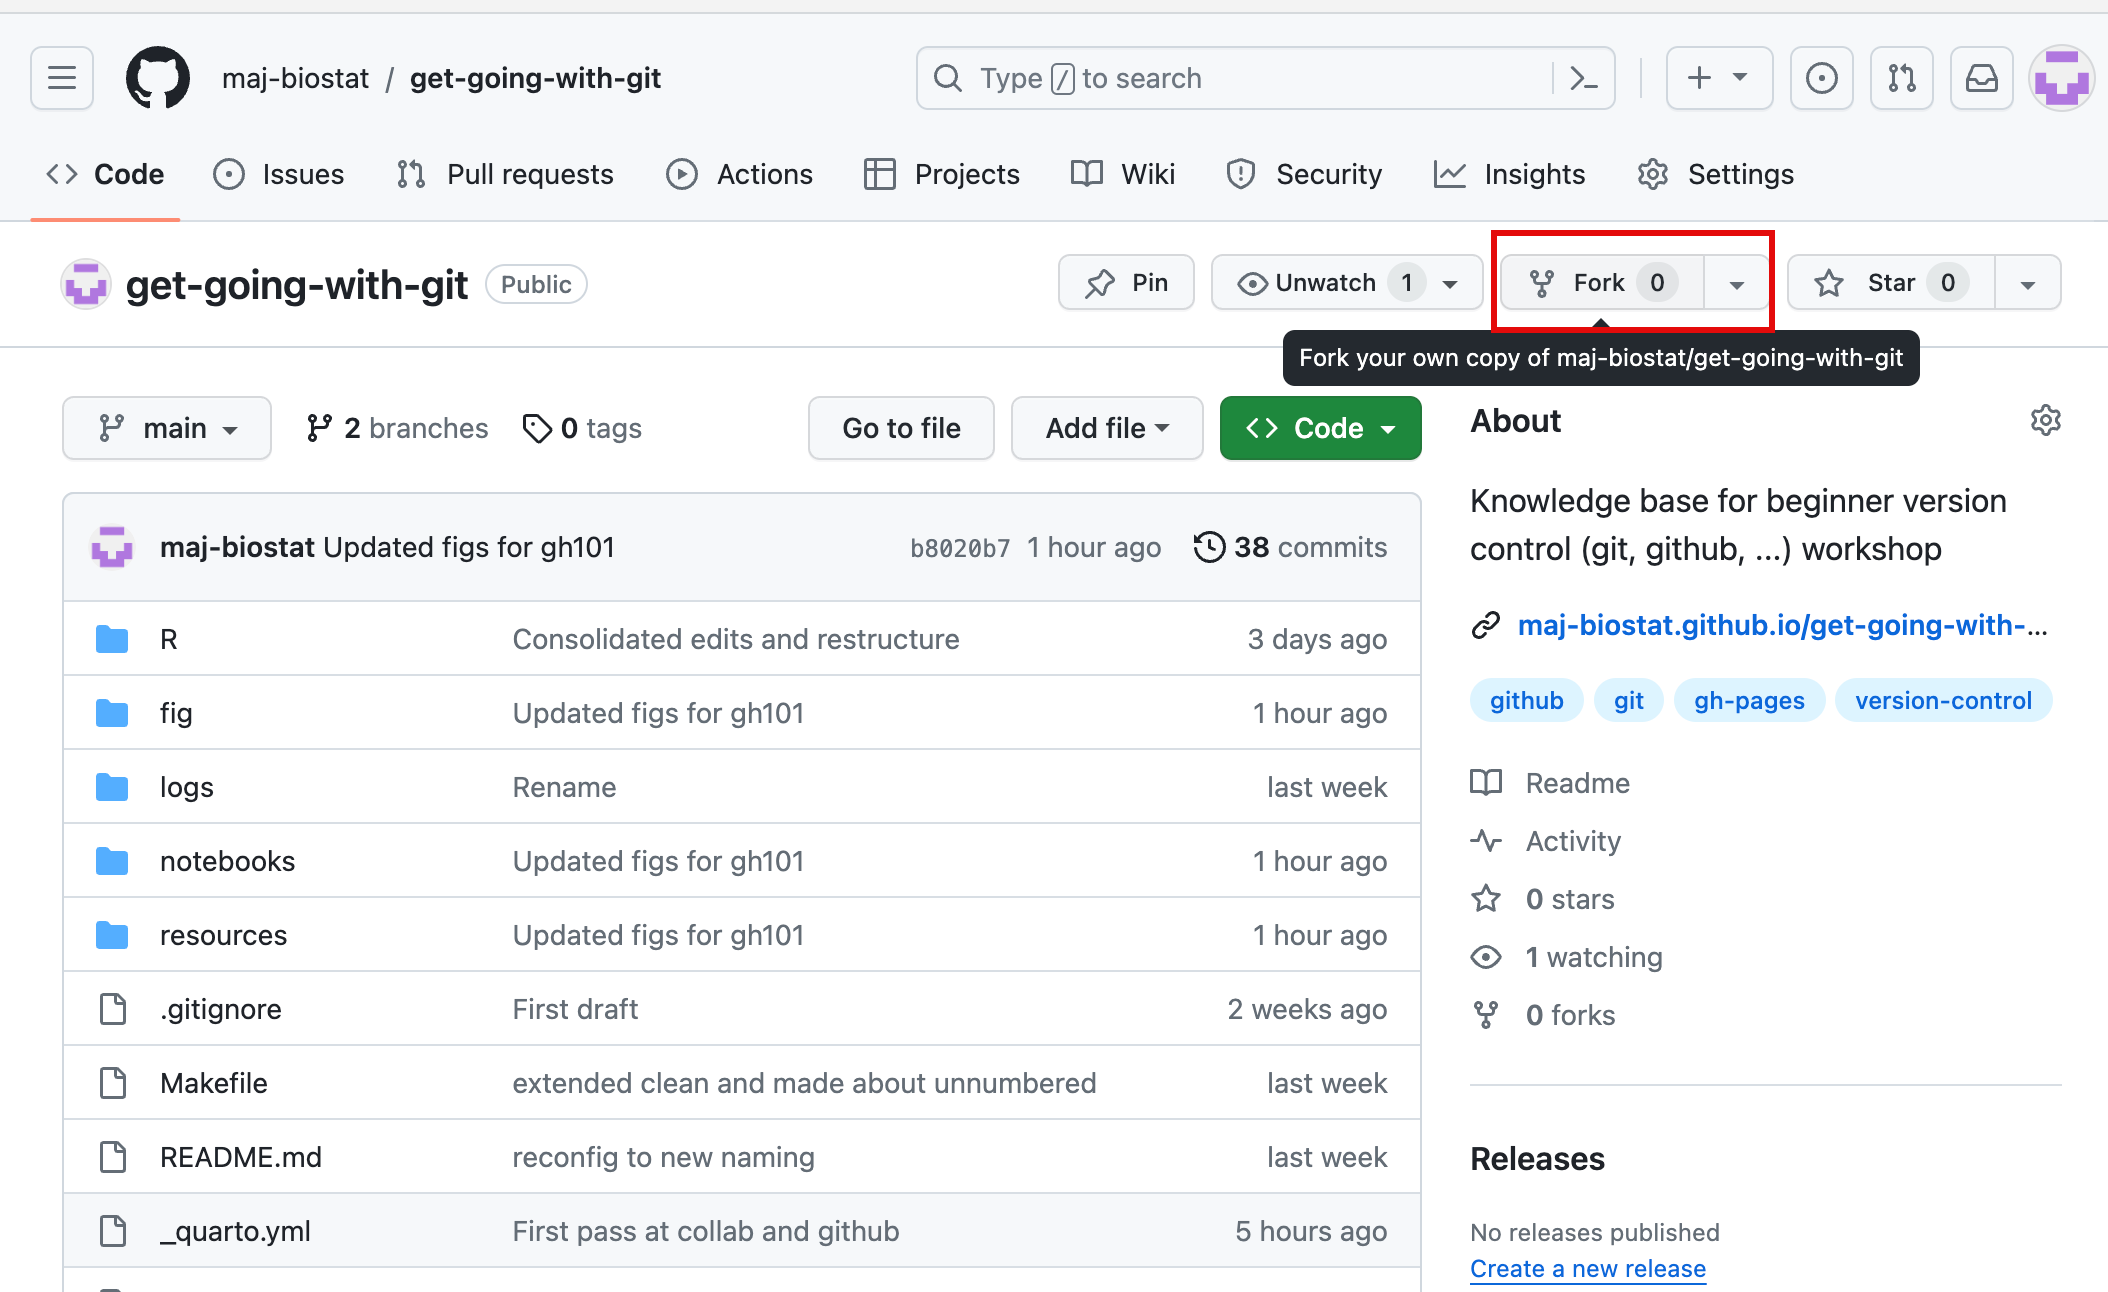 maj-biostat / get-going-with-git
Type / to search
Code Issues Pull requests Actions Projects Wiki Security Insights Settings
get-going-with-git Public
Pin Unwatch 1 Fork 0 Star 0
Fork your own copy of maj-biostat/get-going-with-git
main 2 branches 0 tags Go to file Add file Code
maj-biostat Updated figs for gh101 b8020b7 1 hour ago 38 commits
R Consolidated edits and restructure 3 days ago
fig Updated figs for gh101 1 hour ago
logs Rename last week
notebooks Updated figs for gh101 1 hour ago
resources Updated figs for gh101 1 hour ago
.gitignore First draft 2 weeks ago
Makefile extended clean and made about unnumbered last week
README.md reconfig to new naming last week
_quarto.yml First pass at collab and github 5 hours ago
About
Knowledge base for beginner version
control (git, github, ...) workshop
maj-biostat.github.io/get-going-with-...
github git gh-pages version-control
Readme
Activity
0 stars
1 watching
0 forks
Releases
No releases published
Create a new release